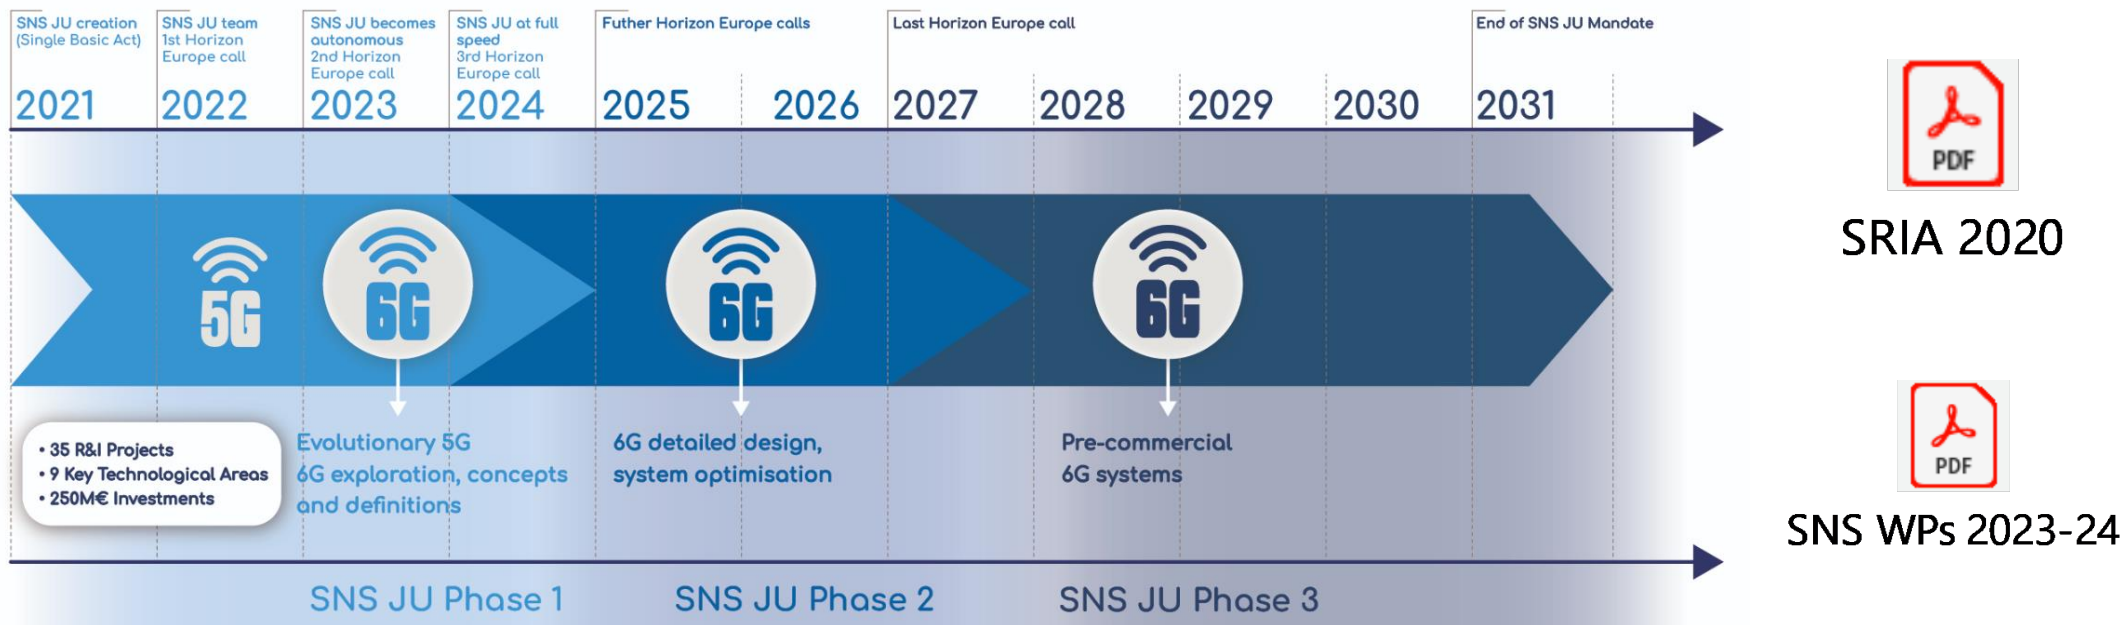 SNS JU creation
(Single Basic Act)
SNS JU team
1st Horizon
Europe call
SNS JU becomes
autonomous
2nd Horizon
Europe call
SNS JU at full
speed
3rd Horizon
Europe call
Futher Horizon Europe calls
Last Horizon Europe call
End of SNS JU Mandate
2021
2022
2023
2024
2025
2026
2027
2028
2029
2030
2031
5G
6G
6G
6G
• 35 R&I Projects
• 9 Key Technological Areas
• 250M€ Investments
Evolutionary 5G
6G exploration, concepts
and definitions
6G detailed design,
system optimisation
Pre-commercial
6G systems
SNS JU Phase 1
SNS JU Phase 2
SNS JU Phase 3
PDF
SRIA 2020
PDF
SNS WPs 2023-24